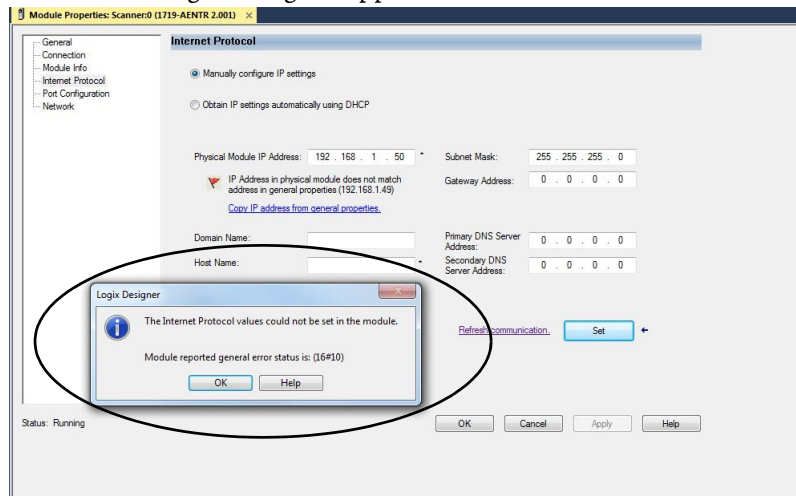 Module Properties: Scanner:0 (1719-AENTR 2.001) ×
General
Connection
Module Info
Internet Protocol
Port Configuration
Network
Internet Protocol
Manually configure IP settings
Obtain IP settings automatically using DHCP
Physical Module IP Address: 192 . 168 . 1 . 50 * Subnet Mask: 255 . 255 . 255 . 0
IP Address in physical module does not match
address in general properties (192.168.1.49)
Gateway Address: 0 . 0 . 0 . 0
Copy IP address from general properties.
Domain Name:
Primary DNS Server
Address: 0 . 0 . 0 . 0
Host Name:
Secondary DNS
Server Address: 0 . 0 . 0 . 0
Logix Designer
The Internet Protocol values could not be set in the module.
Module reported general error status is: (16#10)
OK Help
Refresh communication. Set
Status: Running
OK Cancel Apply Help